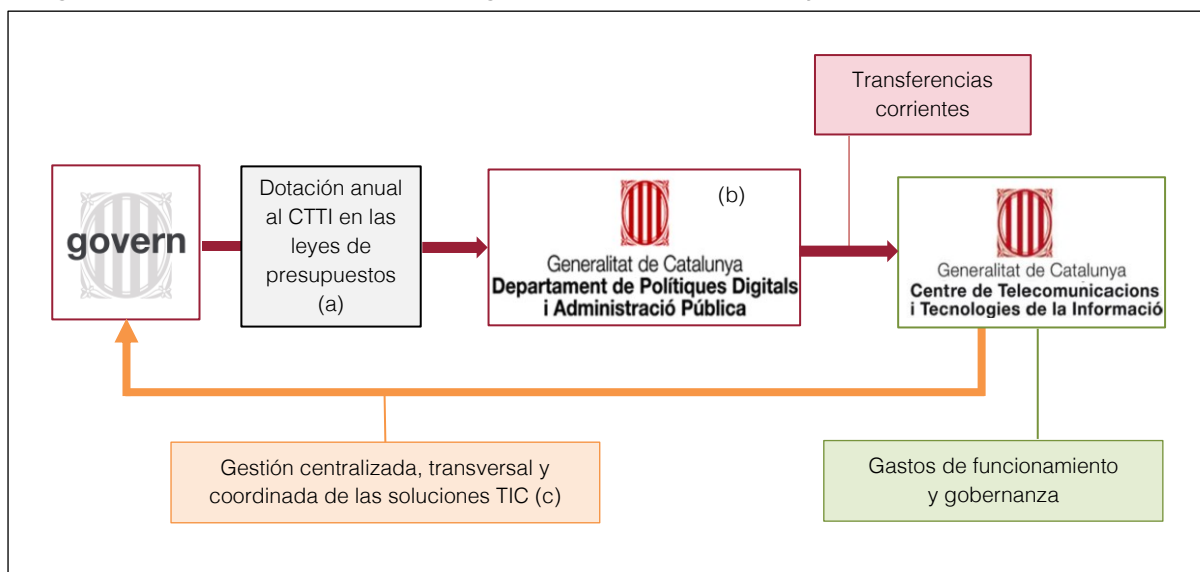 Transferencias
corrientes
govern
Dotación anual
al CTTI en las
leyes de
presupuestos
(a)
(b)
Generalitat de Catalunya
Departament de Polítiques Digitals
i Administració Pública
Generalitat de Catalunya
Centre de Telecomunicacions
i Tecnologies de la Informació
Gestión centralizada, transversal y
coordinada de las soluciones TIC (c)
Gastos de funcionamiento
y gobernanza